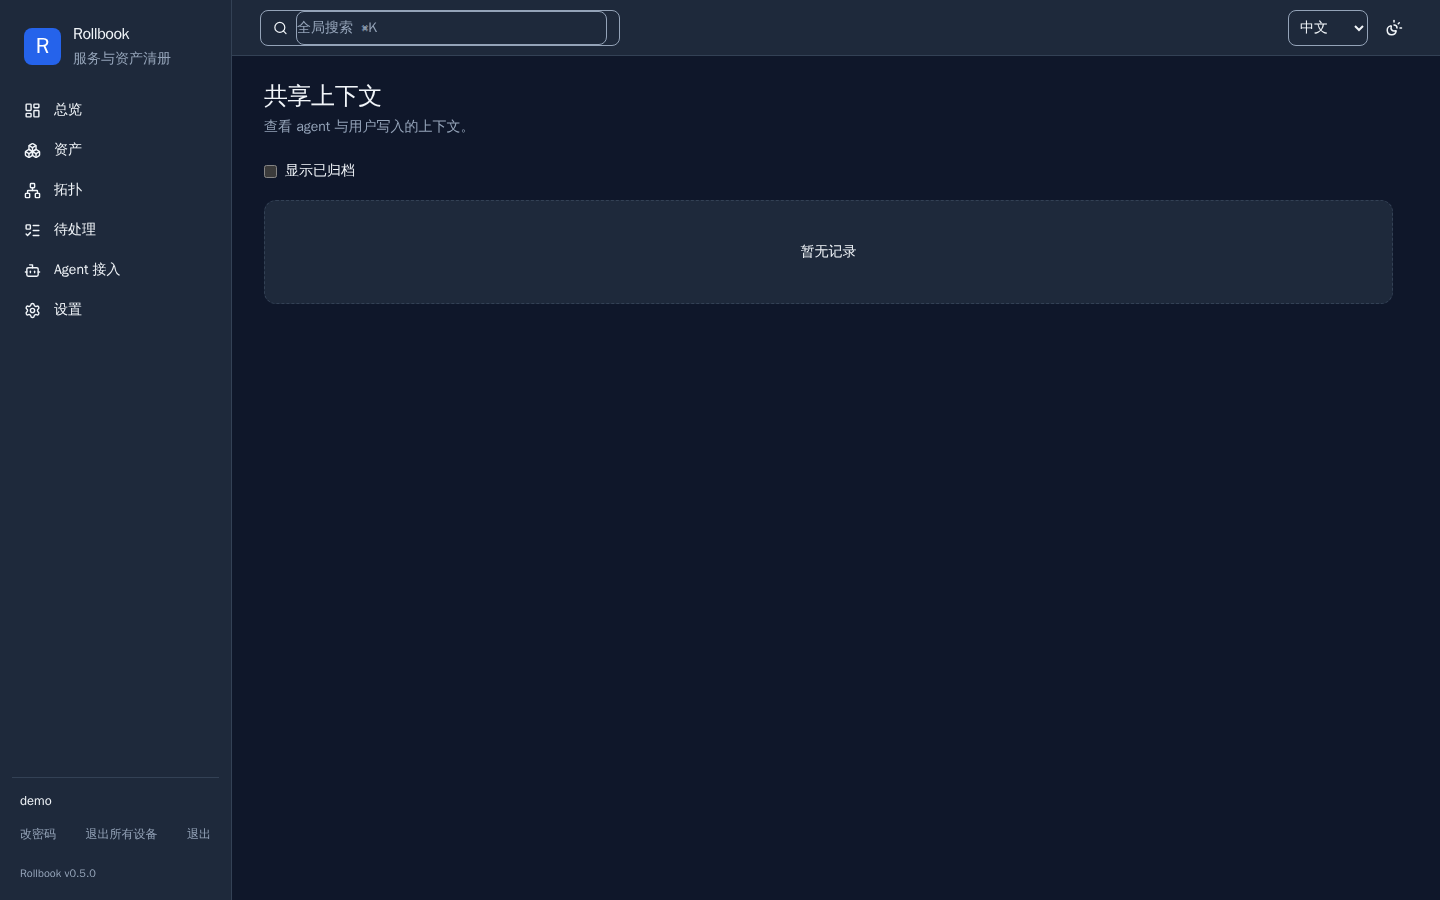 R
Rollbook
服务与资产清册
总览
资产
拓扑
待处理
Agent 接入
设置
demo
改密码 退出所有设备 退出
Rollbook v0.5.0
全局搜索 ⌘K
中文
共享上下文
查看 agent 与用户写入的上下文。
显示已归档
暂无记录